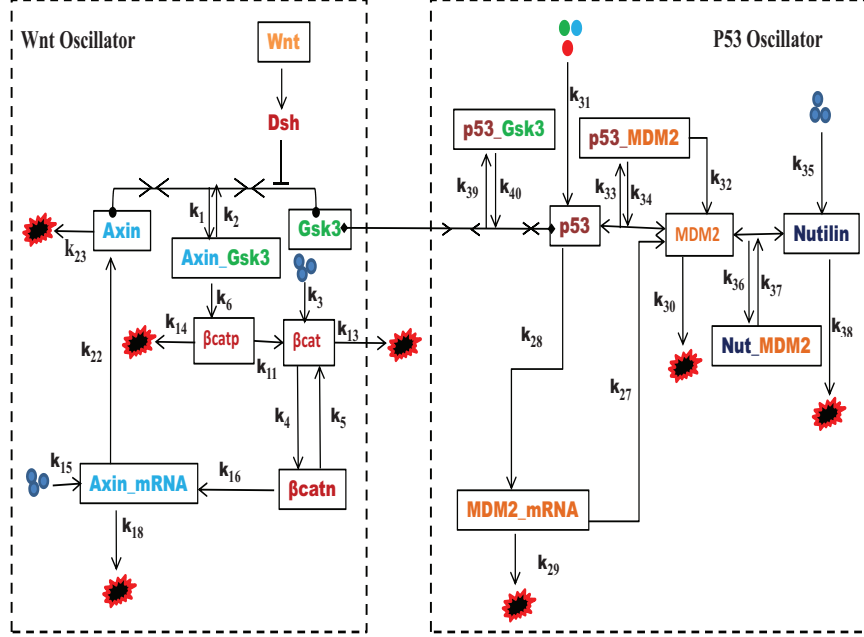 Wnt Oscillator
Wnt
Dsh
k1
k2
Axin
Gsk3
k23
Axin_Gsk3
k6
k3
k14
βcatp
βcat
k13
k11
k22
k4
k5
k15
Axin_mRNA
k16
βcatn
k18
P53 Oscillator
k31
p53_Gsk3
p53_MDM2
k35
k39
k40
k33
k34
k32
p53
MDM2
Nutilin
k36
k37
k30
k28
Nut_MDM2
k38
k27
MDM2_mRNA
k29